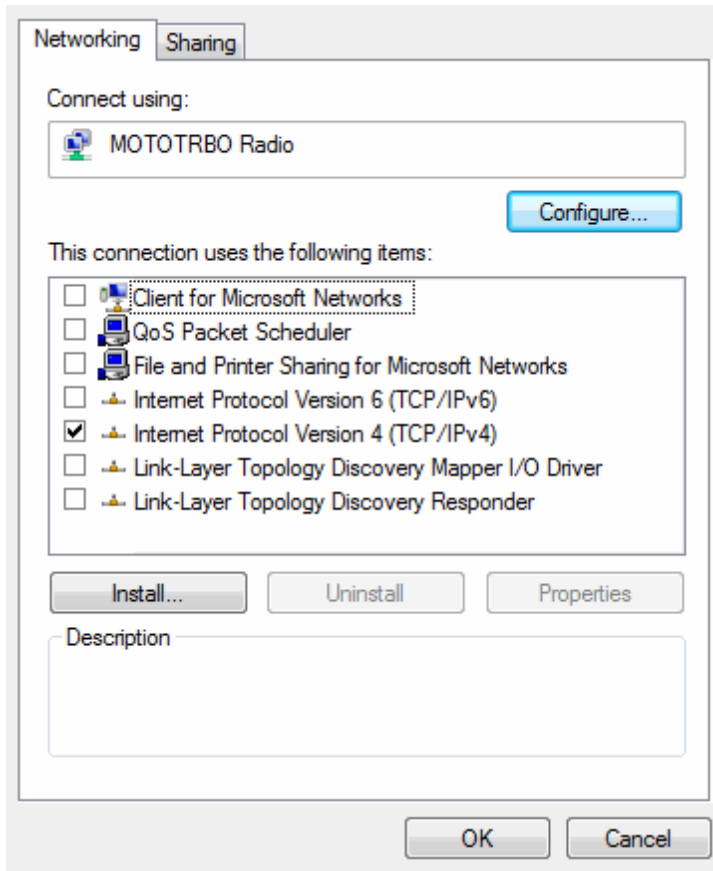 Networking
Sharing
Connect using:
MOTOTRBO Radio
Configure...
This connection uses the following items:
Client for Microsoft Networks
QoS Packet Scheduler
File and Printer Sharing for Microsoft Networks
Internet Protocol Version 6 (TCP/IPv6)
Internet Protocol Version 4 (TCP/IPv4)
Link-Layer Topology Discovery Mapper I/O Driver
Link-Layer Topology Discovery Responder
Install...
Uninstall
Properties
Description
OK
Cancel